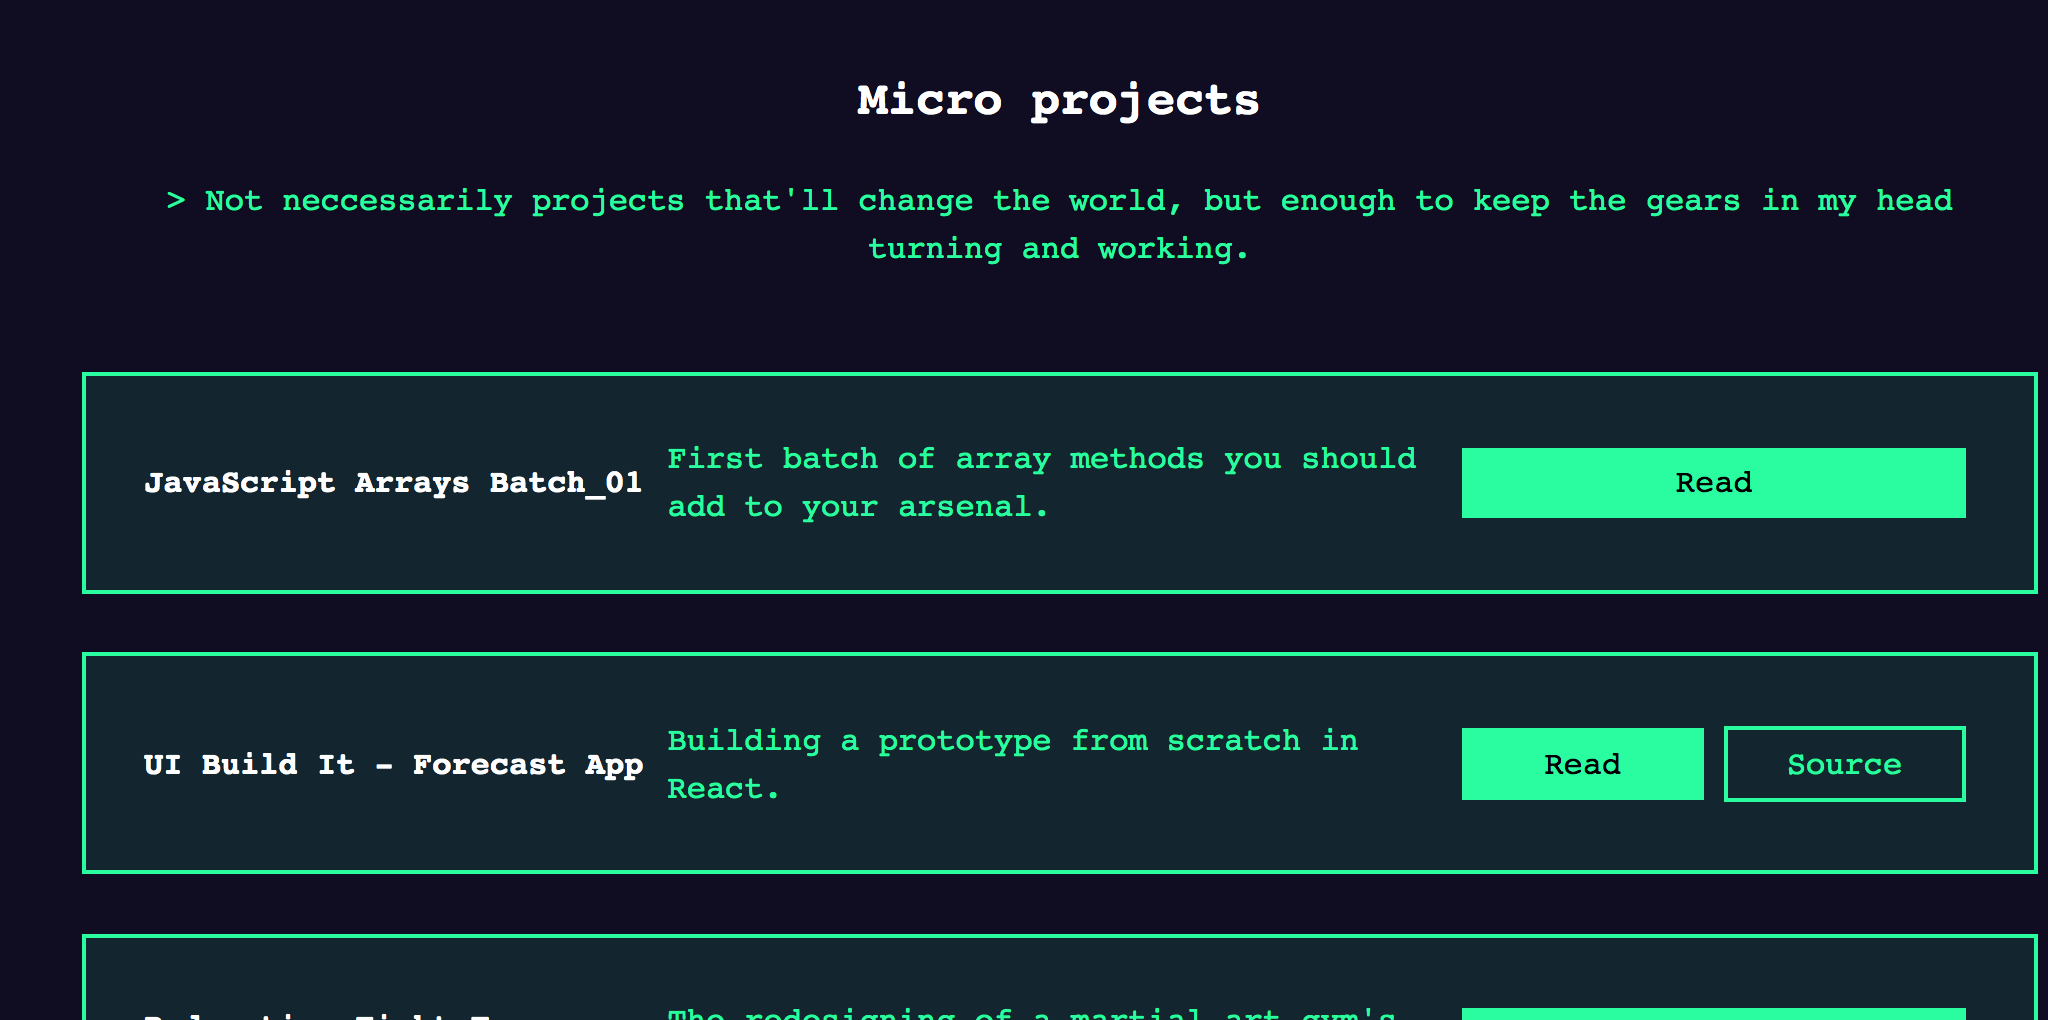 Micro projects
> Not neccessarily projects that'll change the world, but enough to keep the gears in my head
turning and working.
JavaScript Arrays Batch_01
First batch of array methods you should
add to your arsenal.
Read
UI Build It - Forecast App
Building a prototype from scratch in
React.
Read
Source
The redesigning of a martial art gym's